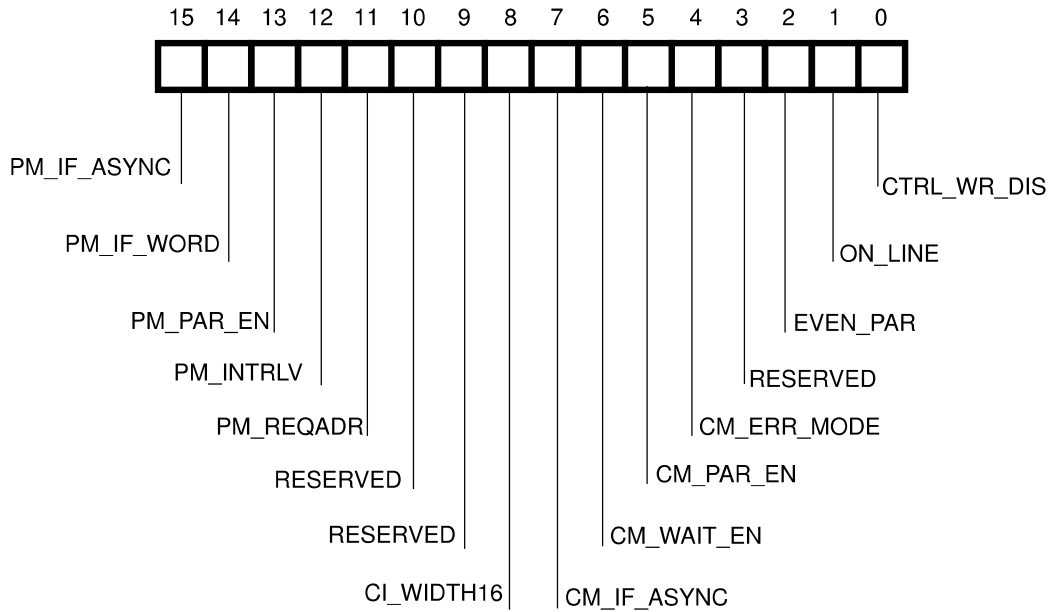 15 14 13 12 11 10 9 8 7 6 5 4 3 2 1 0
PM_IF_ASYNC
CTRL_WR_DIS
PM_IF_WORD
ON_LINE
PM_PAR_EN
EVEN_PAR
PM_INTRLV
RESERVED
PM_REQADR
CM_ERR_MODE
RESERVED
CM_PAR_EN
RESERVED
CM_WAIT_EN
CI_WIDTH16
CM_IF_ASYNC